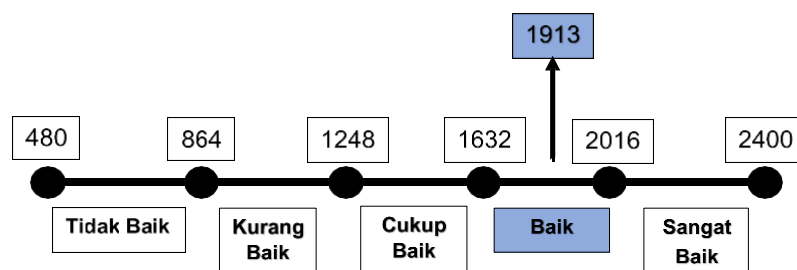 1913
480
864
1248
1632
2016
2400
Tidak Baik
Kurang
Baik
Cukup
Baik
Baik
Sangat
Baik